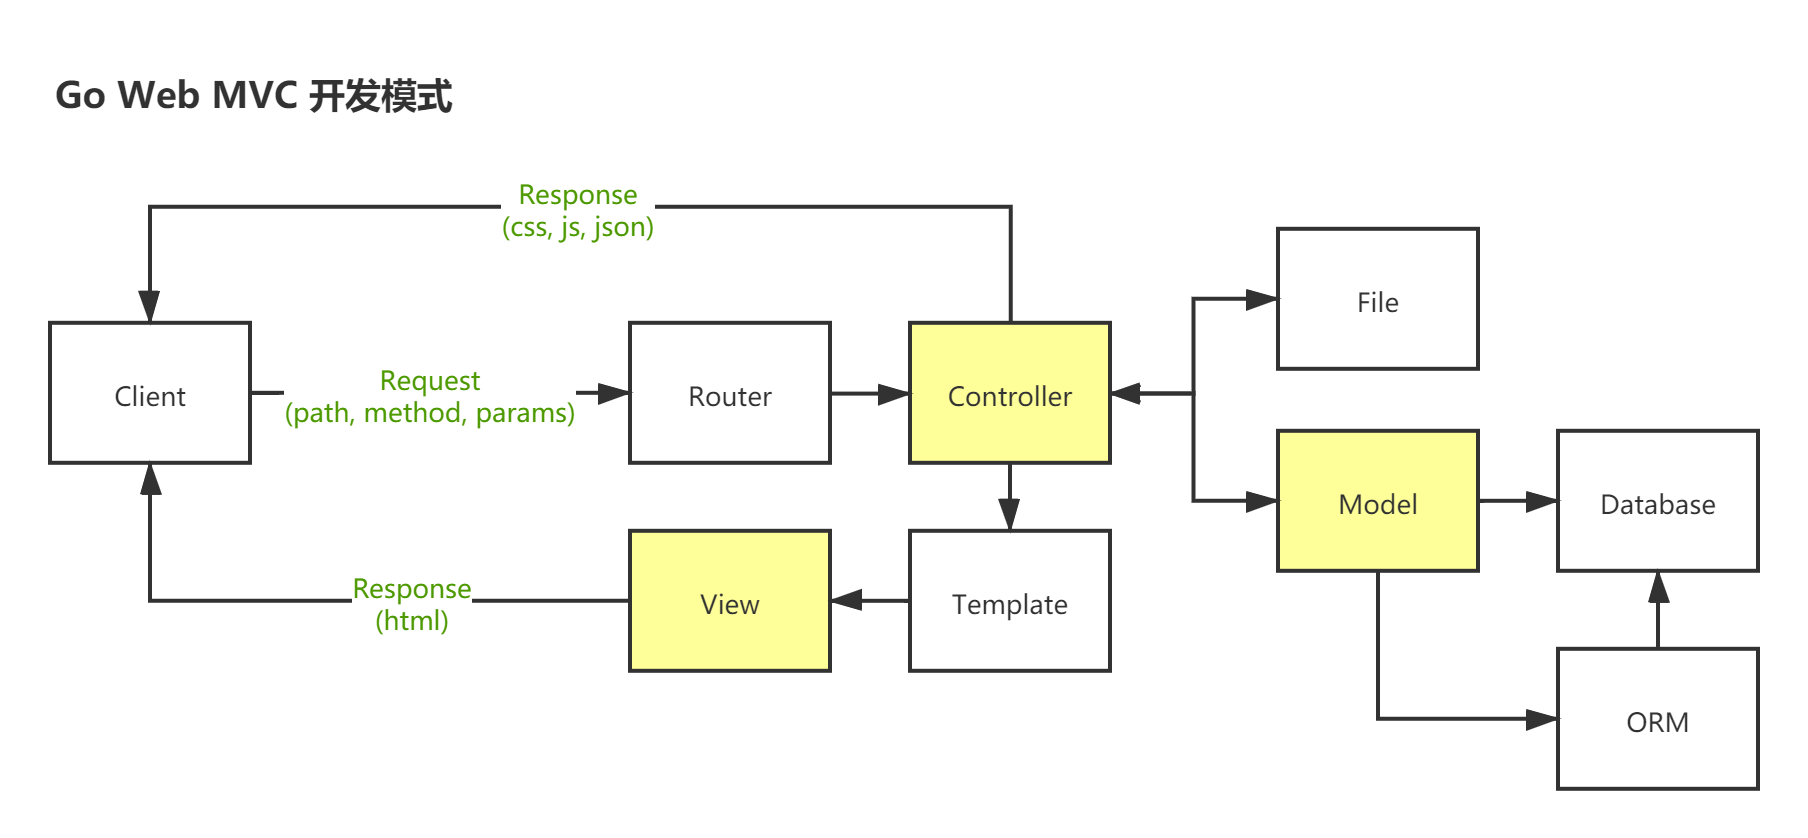 Go Web MVC 开发模式
Response
(css, js, json)
File
Client
Request
(path, method, params)
Router
Controller
Model
Database
Response
(html)
View
Template
ORM